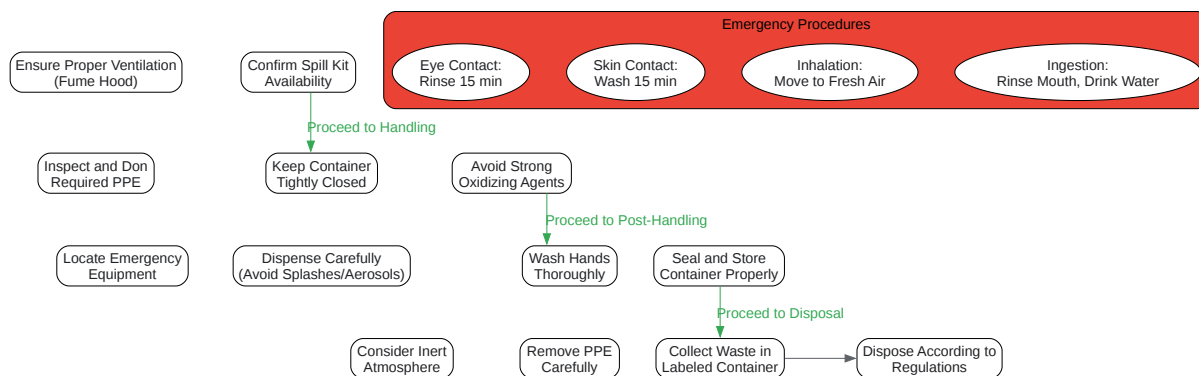 Emergency Procedures
Ensure Proper Ventilation
(Fume Hood)
Confirm Spill Kit
Availability
Eye Contact:
Rinse 15 min
Skin Contact:
Wash 15 min
Inhalation:
Move to Fresh Air
Ingestion:
Rinse Mouth, Drink Water
Proceed to Handling
Inspect and Don
Required PPE
Keep Container
Tightly Closed
Avoid Strong
Oxidizing Agents
Proceed to Post-Handling
Locate Emergency
Equipment
Dispense Carefully
(Avoid Splashes/Aerosols)
Wash Hands
Thoroughly
Seal and Store
Container Properly
Proceed to Disposal
Consider Inert
Atmosphere
Remove PPE
Carefully
Collect Waste in
Labeled Container
Dispose According to
Regulations